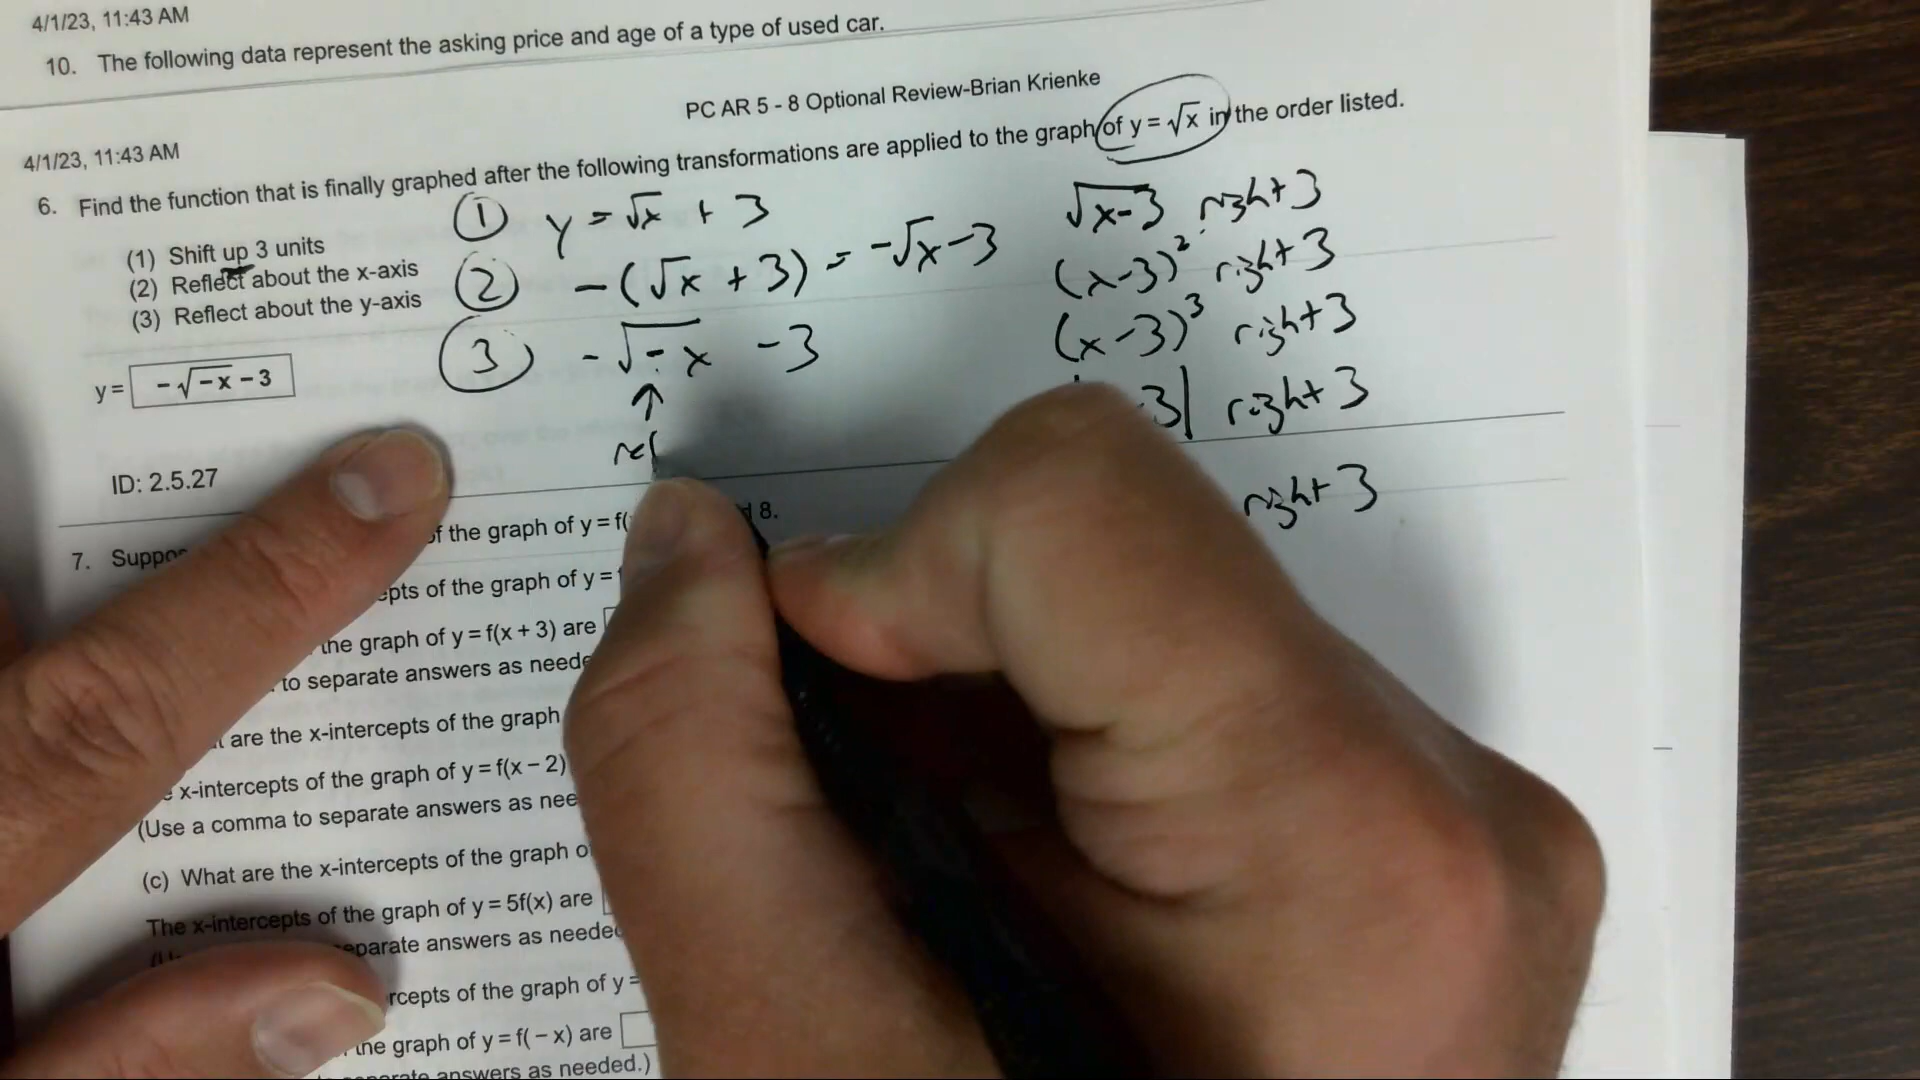 4/1/23, 11:43 AM
10. The following data represent the asking price and age of a type of used car.
PC AR 5 - 8 Optional Review-Brian Krienke
4/1/23, 11:43 AM
6. Find the function that is finally graphed after the following transformations are applied to the graph of y = √x in the order listed.
(1) Shift up 3 units
(2) Reflect about the x-axis
(3) Reflect about the y-axis
y = -√-x - 3
① y = √x + 3
② -(√x + 3) = -√x - 3
③ -√-x - 3
↑
√x-3 right 3
(x-3)² right 3
(x-3)³ right 3
3| right 3
right 3
ID: 2.5.27
7.
of the graph of y = f(
8.
of the graph of y =
the graph of y = f(x + 3) are
to separate answers as
are the x-intercepts of the graph
x-intercepts of the graph of y = f(x - 2)
(Use a comma to separate answers as
(c) What are the x-intercepts of the graph
The x-intercepts of the graph of y = 5f(x) are
answers as
of the graph of y =
the graph of y = f( - x) are
answers as needed.)